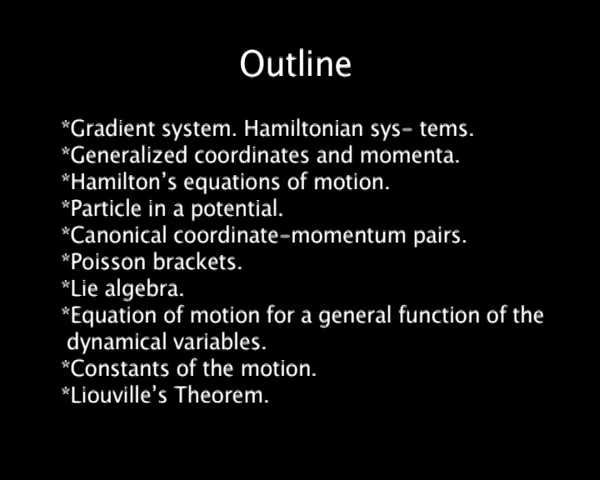 Outline
*Gradient system. Hamiltonian sys- tems.
*Generalized coordinates and momenta.
*Hamilton's equations of motion.
*Particle in a potential.
*Canonical coordinate-momentum pairs.
*Poisson brackets.
*Lie algebra.
*Equation of motion for a general function of the
dynamical variables.
*Constants of the motion.
*Liouville's Theorem.